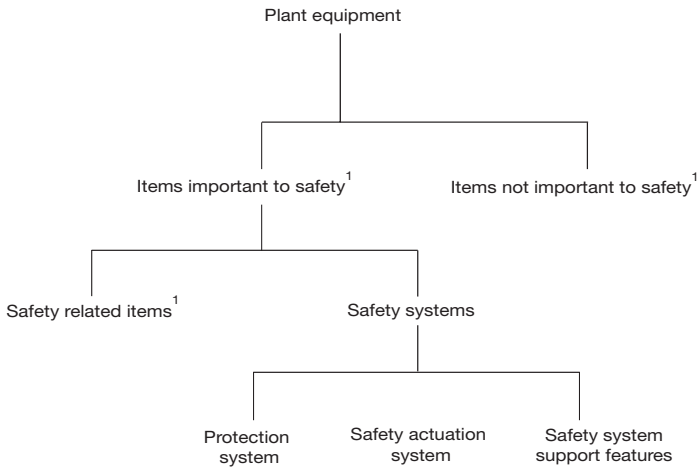 Plant equipment
Items important to safety¹
Items not important to safety¹
Safety related items¹
Safety systems
Protection
system
Safety actuation
system
Safety system
support features